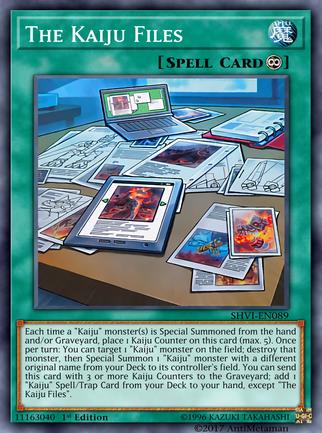 The Kaiju Files
[Spell Card]
SHVI-EN089
Each time a "Kaiju" monster(s) is Special Summoned from the hand
and/or Graveyard, place 1 Kaiju Counter on this card (max. 5). Once
per turn: You can target 1 "Kaiju" monster on the field; destroy that
monster, then Special Summon 1 "Kaiju" monster with a different
original name from your Deck to its controller's field. You can send
this card with 3 or more Kaiju Counters to the Graveyard; add 1
"Kaiju" Spell/Trap Card from your Deck to your hand, except "The
Kaiju Files".
11163040 1st Edition ©1996 KAZUKI TAKAHASHI
©2017 AntiMetaman